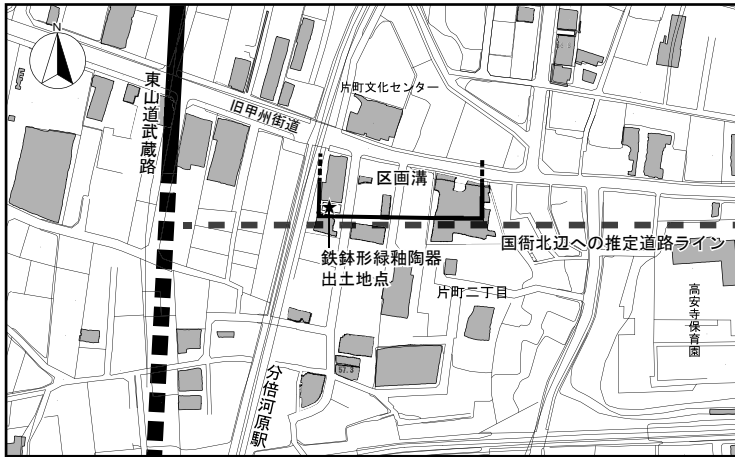 N
東山道武蔵路
旧甲州街道
片町文化センター
区画溝
国衙北辺への推定道路ライン
鉄鉢形緑釉陶器
出土地点
片町二丁目
高安寺保育園
分倍河原駅
57.3